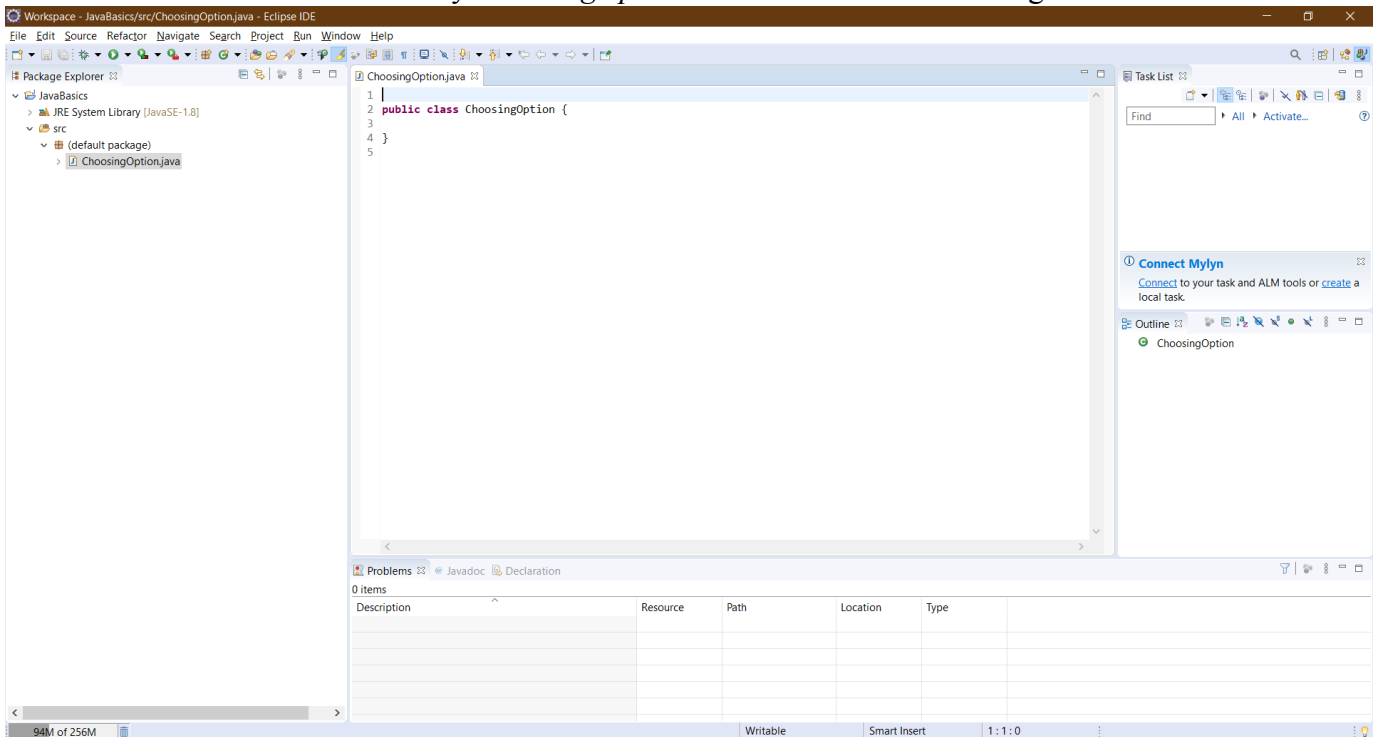 Workspace - JavaBasics/src/ChoosingOption.java - Eclipse IDE
File Edit Source Refactor Navigate Search Project Run Window Help
Package Explorer
JavaBasics
JRE System Library [JavaSE-1.8]
src
(default package)
ChoosingOption.java
ChoosingOption.java
1
2 public class ChoosingOption {
3
4 }
5
Task List
Find All Activate...
Connect Mylyn
Connect to your task and ALM tools or create a
local task.
Outline
ChoosingOption
Problems Javadoc Declaration
0 items
Description Resource Path Location Type
94M of 256M Writable Smart Insert 1 : 1 : 0